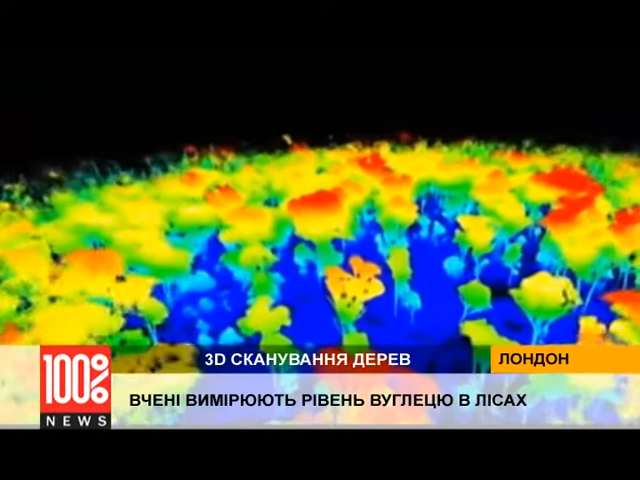 3D СКАНУВАННЯ ДЕРЕВ
ЛОНДОН
100%
NEWS
ВЧЕНІ ВИМІРЮЮТЬ РІВЕНЬ ВУГЛЕЦЮ В ЛІСАХ